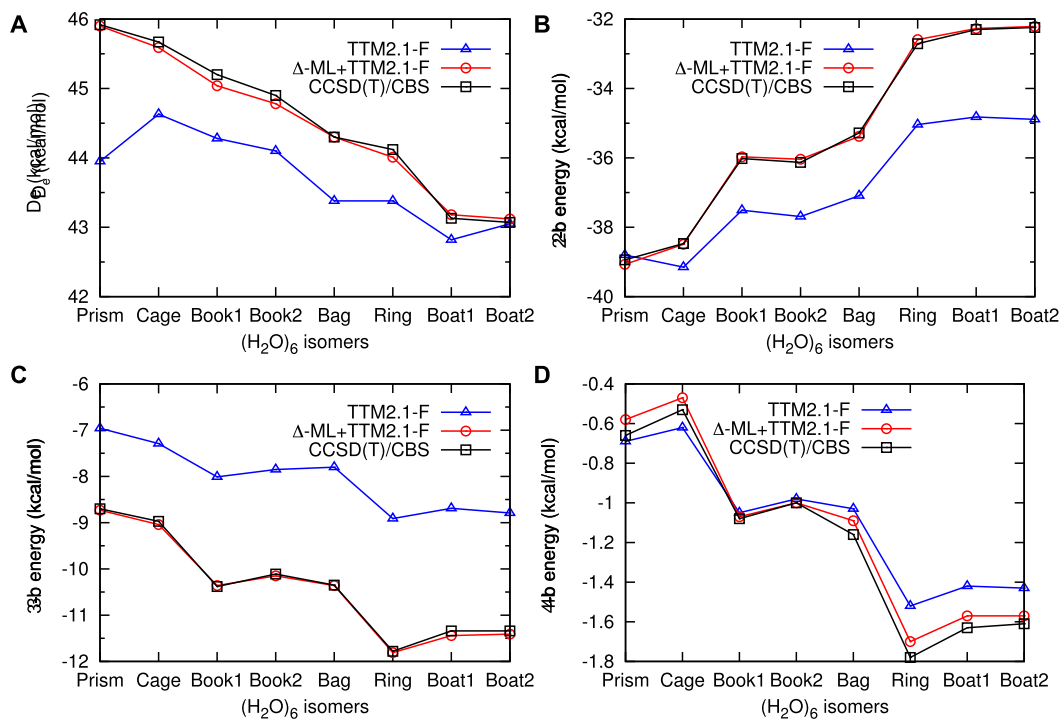 A
46
45
44
43
42
De (kcal/mol)
De (kcal/mol)
TTM2.1-F
Δ-ML+TTM2.1-F
CCSD(T)/CBS
Prism Cage Book1 Book2 Bag Ring Boat1 Boat2
(H2O)6 isomers
B
-32
-34
-36
-38
-40
2-b energy (kcal/mol)
TTM2.1-F
Δ-ML+TTM2.1-F
CCSD(T)/CBS
Prism Cage Book1 Book2 Bag Ring Boat1 Boat2
(H2O)6 isomers
C
-6
-7
-8
-9
-10
-11
-12
3-b energy (kcal/mol)
TTM2.1-F
Δ-ML+TTM2.1-F
CCSD(T)/CBS
Prism Cage Book1 Book2 Bag Ring Boat1 Boat2
(H2O)6 isomers
D
-0.4
-0.6
-0.8
-1
-1.2
-1.4
-1.6
-1.8
4-b energy (kcal/mol)
TTM2.1-F
Δ-ML+TTM2.1-F
CCSD(T)/CBS
Prism Cage Book1 Book2 Bag Ring Boat1 Boat2
(H2O)6 isomers